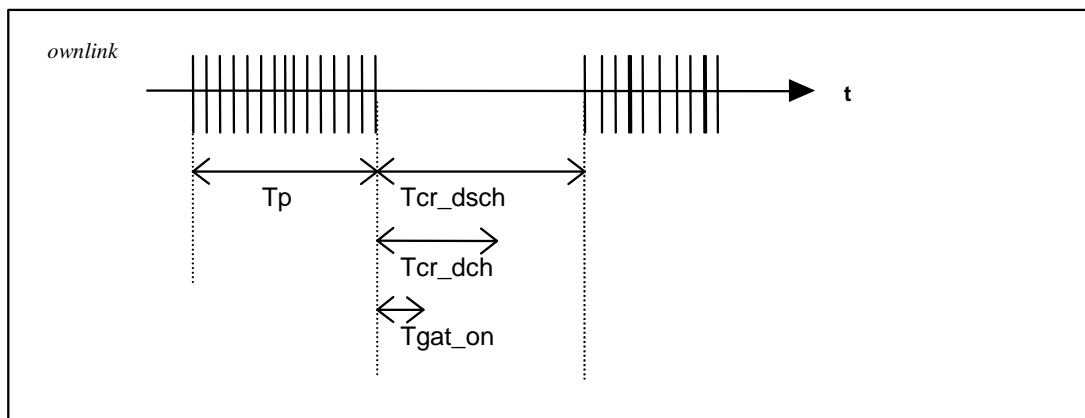 ownlink
t
Tp
Tcr_dsch
Tcr_dch
Tgat_on